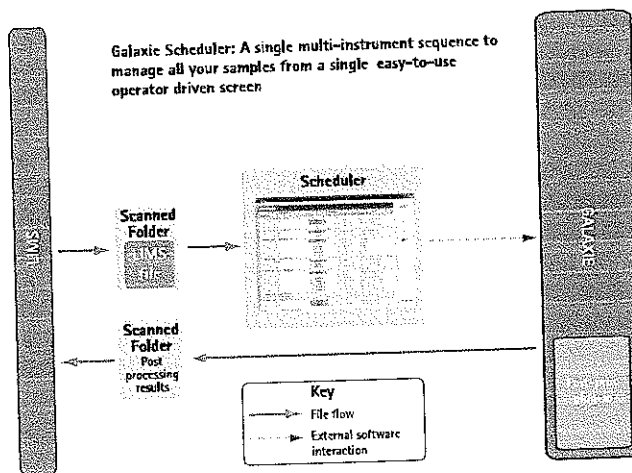 Galaxie Scheduler: A single multi-instrument sequence to
manage all your samples from a single easy-to-use
operator driven screen
Scheduler
Scanned
Folder
LIMS
file
LIMS
GALAXIE
Scanned
Folder
Post
processing
results
Key
File flow
External software
interaction